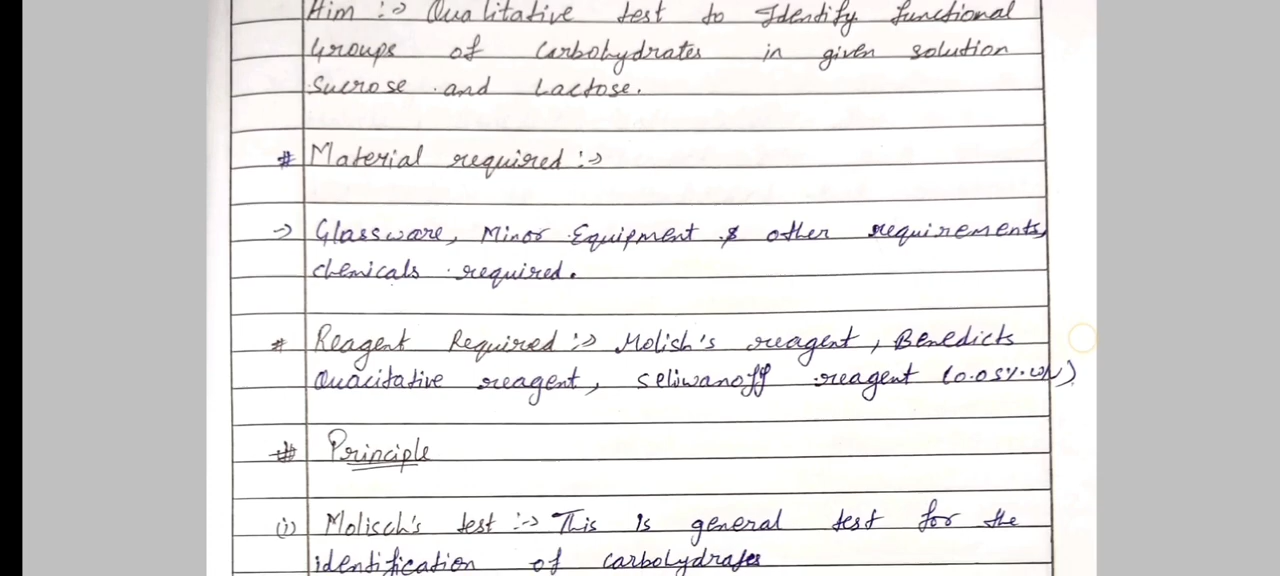 Aim :-> Qualitative test to Identify functional
Groups of Carbohydrates in given solution
Sucrose and Lactose.
# Material required :->
-> Glassware, Minor Equipment & other requirements,
chemicals required.
# Reagent Required :-> Molish's reagent, Benedicts
Quacitative reagent, seliwanoff reagent (0.05%.w/v)
# Principle
(i) Molisch's test :-> This is general test for the
identification of carbohydrates